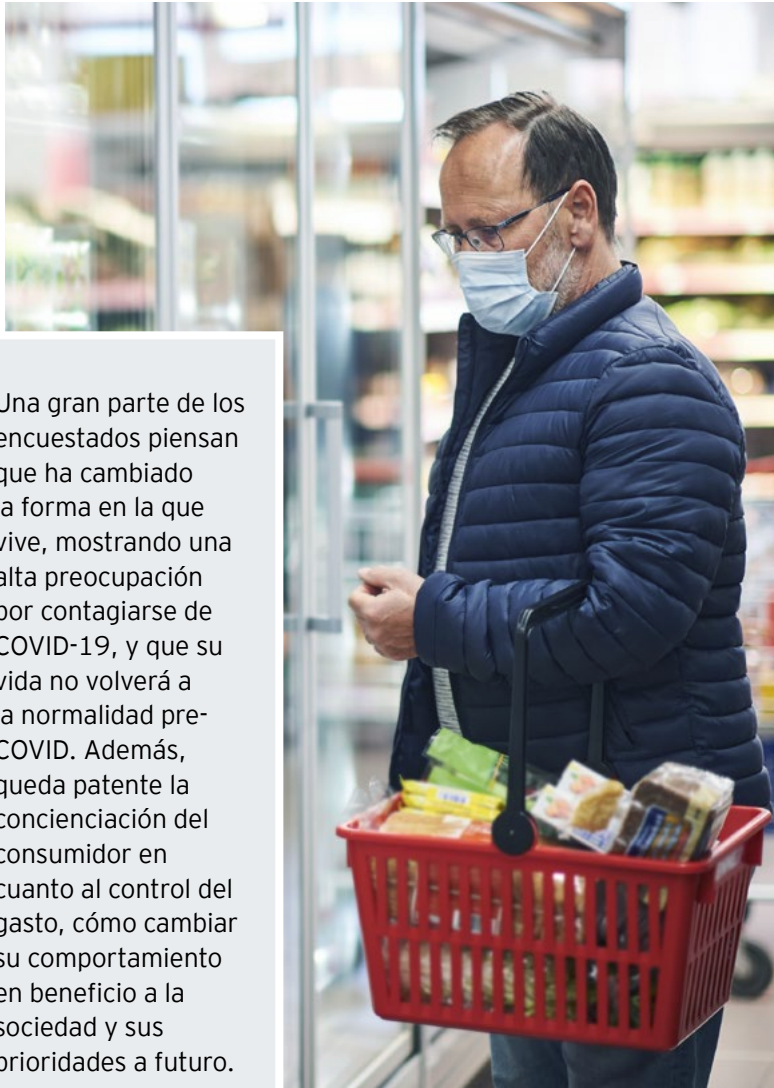 Una gran parte de los
encuestados piensan
que ha cambiado
la forma en la que
vive, mostrando una
alta preocupación
por contagiarse de
COVID-19, y que su
vida no volverá a
la normalidad pre-
COVID. Además,
queda patente la
concienciación del
consumidor en
cuanto al control del
gasto, cómo cambiar
su comportamiento
en beneficio a la
sociedad y sus
prioridades a futuro.